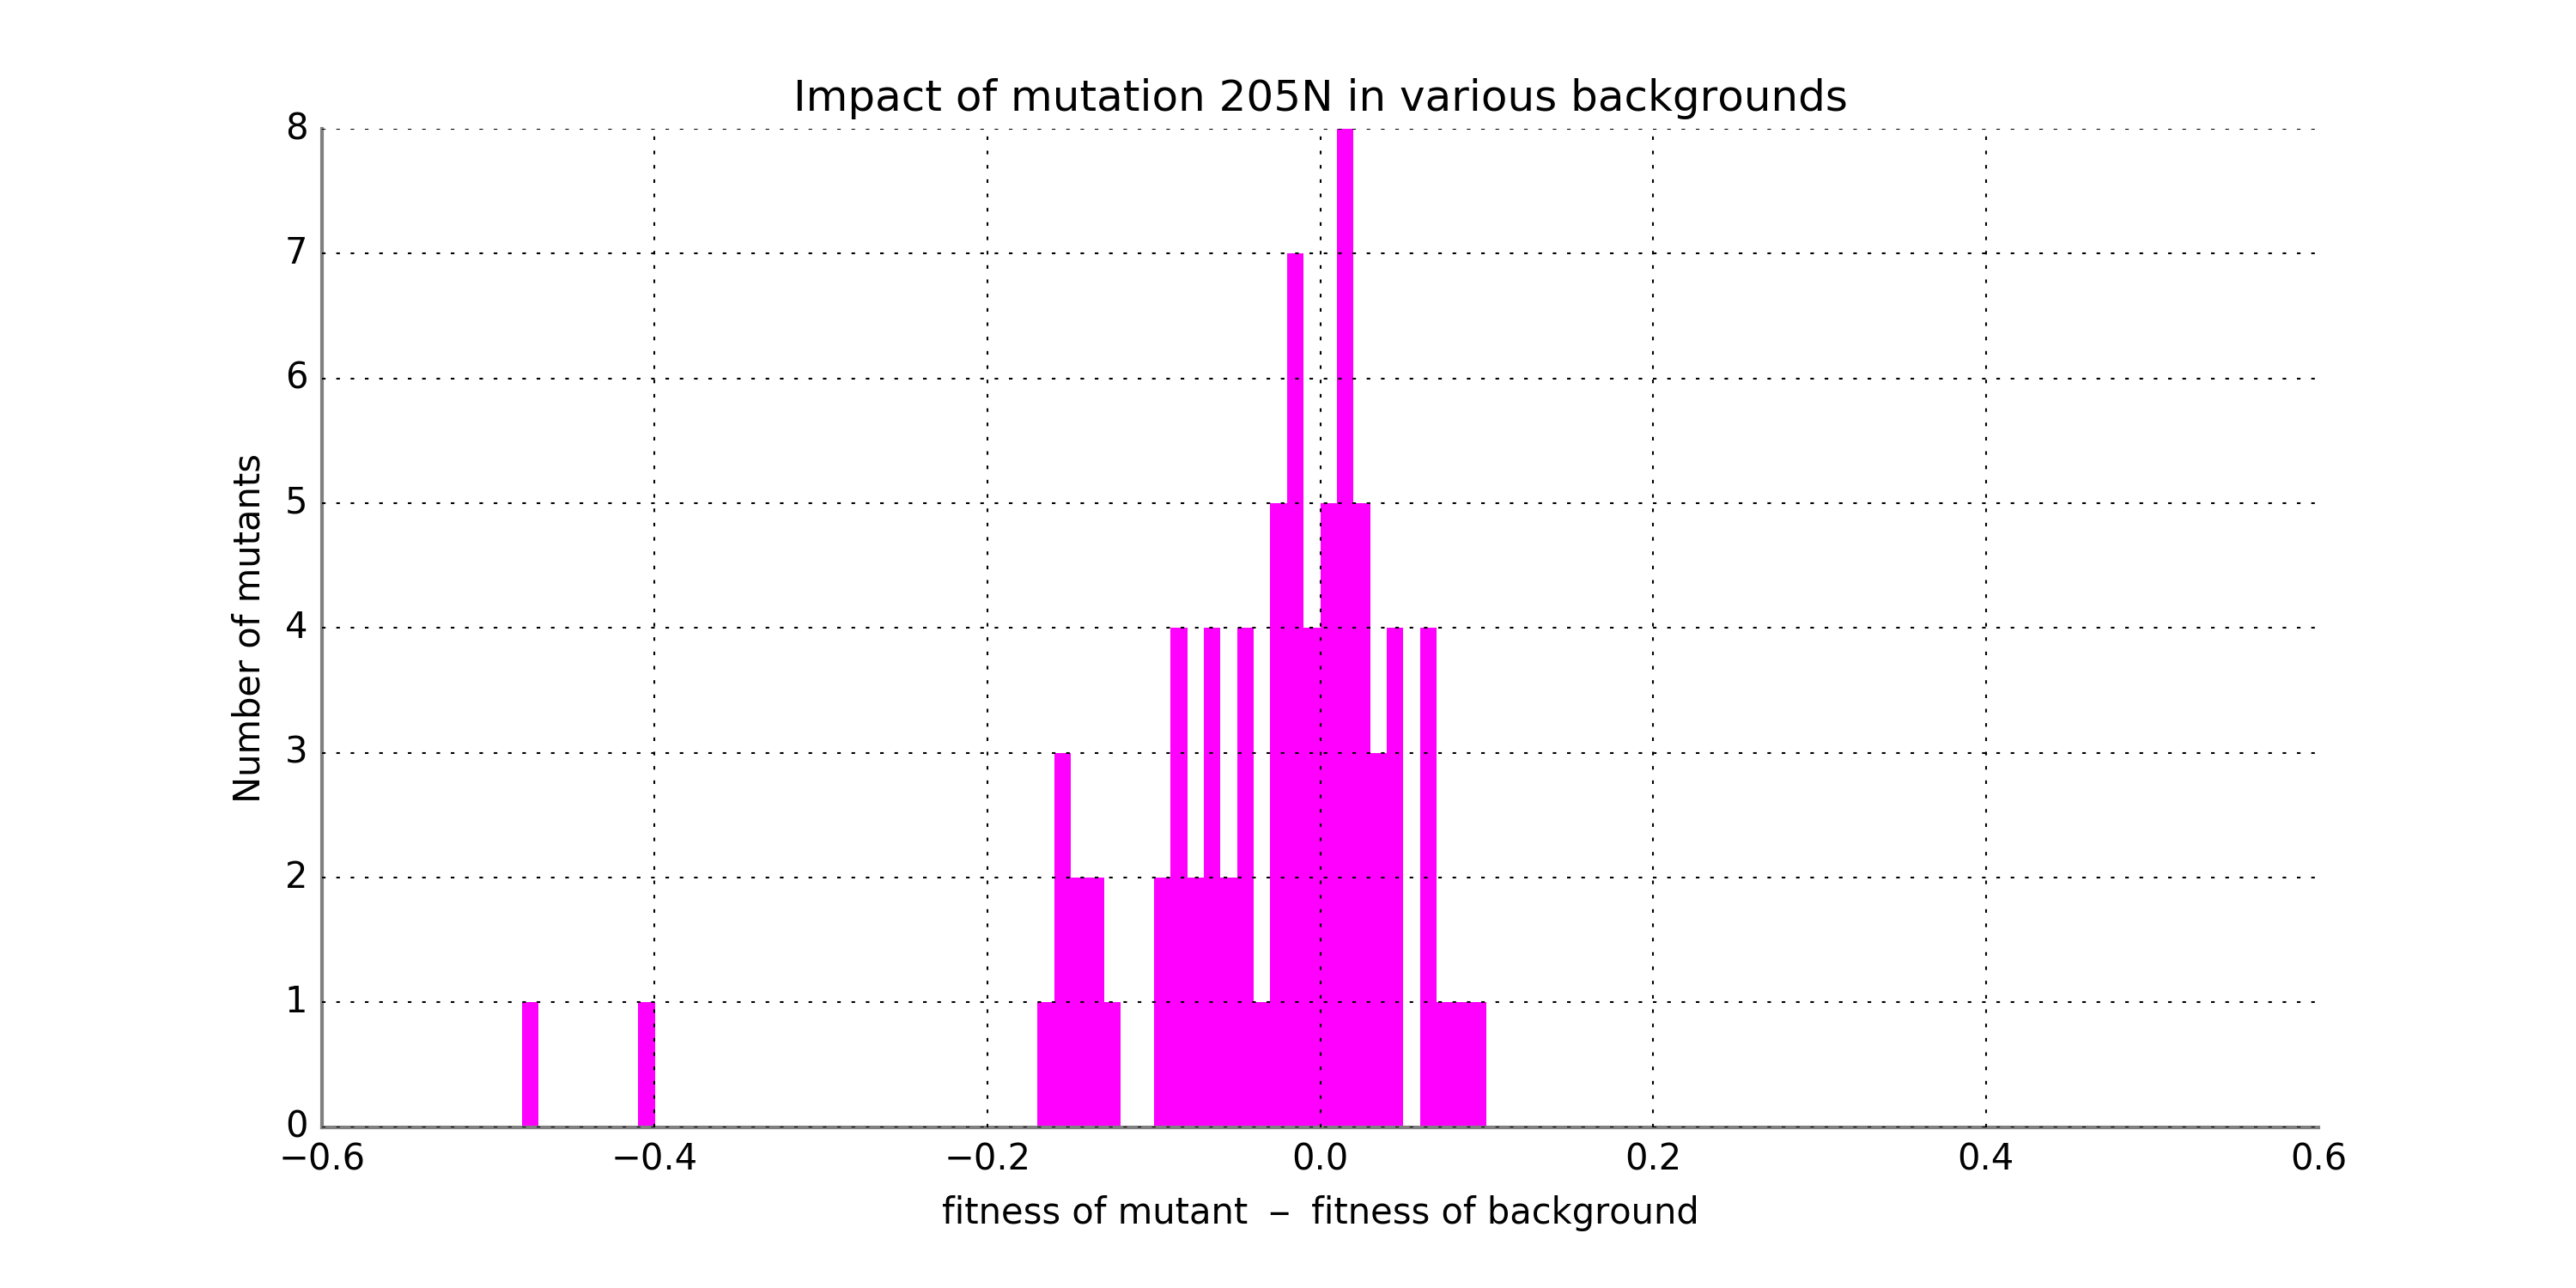 Impact of mutation 205N in various backgrounds
8
7
6
5
4
3
2
1
0
Number of mutants
−0.6 −0.4 −0.2 0.0 0.2 0.4 0.6
fitness of mutant − fitness of background